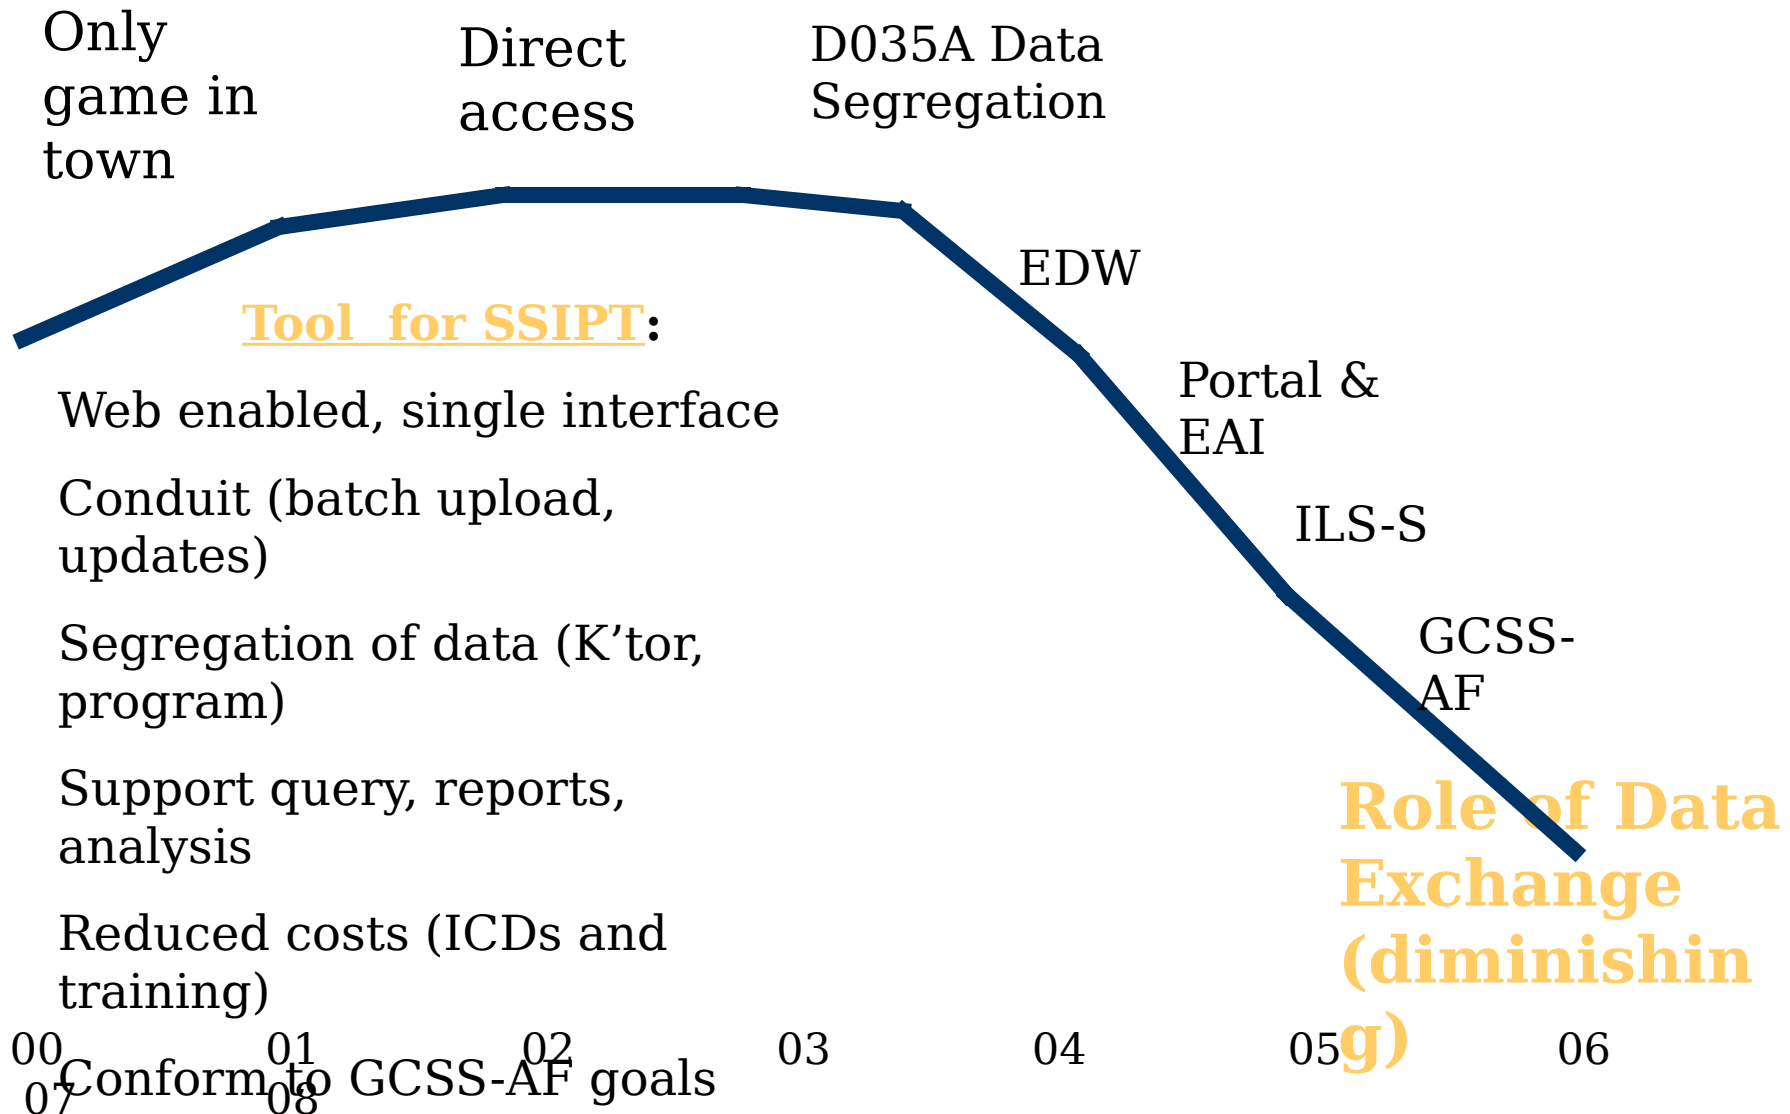 Only
game in
town
Direct
access
D035A Data
Segregation
EDW
Tool  for SSIPT:
Portal &
EAI
Web enabled, single interface
Conduit (batch upload,
updates)
ILS-S
Segregation of data (K’tor,
program)
GCSS-
AF
Support query, reports,
analysis
Role of Data
Exchange
(diminishin
g)
Reduced costs (ICDs and
training)
Conform to GCSS-AF goals
00 01 02 03 04 05 06
07 08